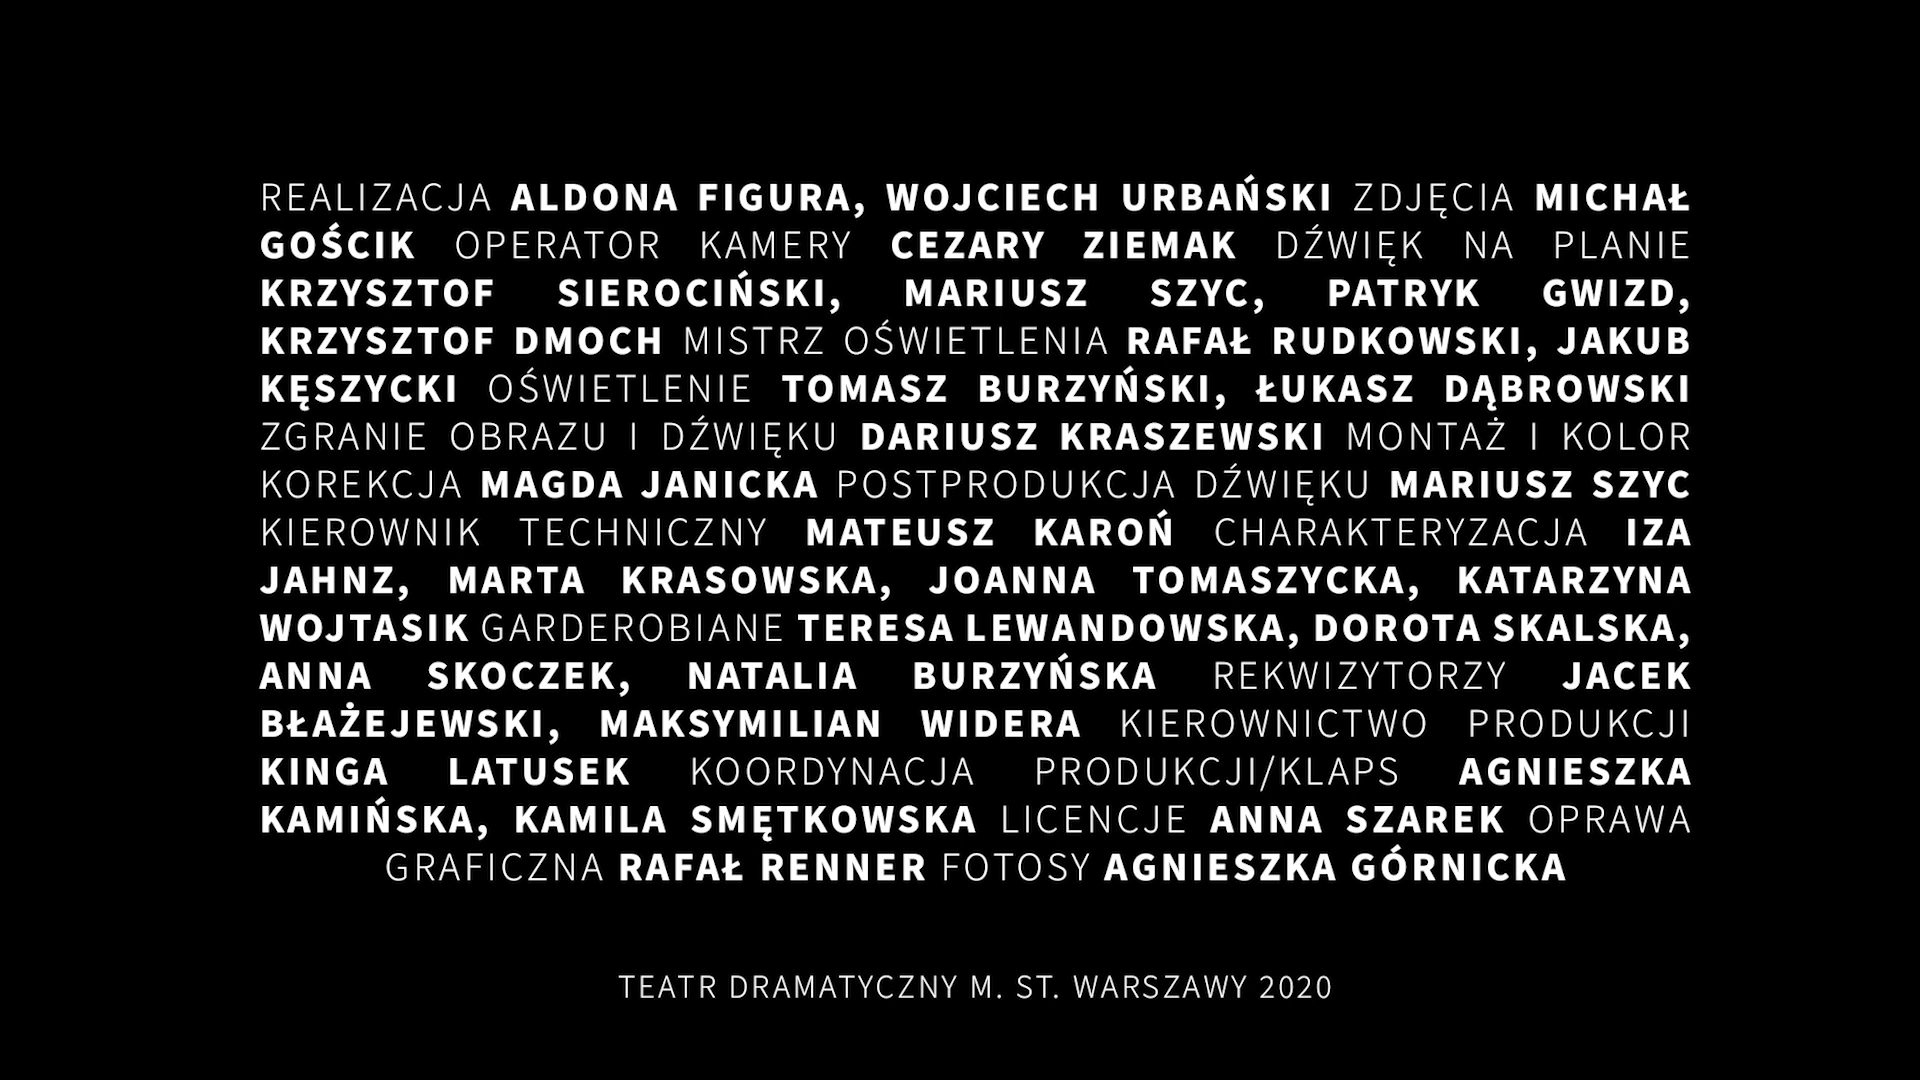 REALIZACJA ALDONA FIGURA, WOJCIECH URBAŃSKI ZDJĘCIA MICHAŁ
GOŚCIK OPERATOR KAMERY CEZARY ZIEMAK DŹWIĘK NA PLANIE
KRZYSZTOF SIEROCIŃSKI, MARIUSZ SZYC, PATRYK GWIZD,
KRZYSZTOF DMOCH MISTRZ OŚWIETLENIA RAFAŁ RUDKOWSKI, JAKUB
KĘSZYCKI OŚWIETLENIE TOMASZ BURZYŃSKI, ŁUKASZ DĄBROWSKI
ZGRANIE OBRAZU I DŹWIĘKU DARIUSZ KRASZEWSKI MONTAŻ I KOLOR
KOREKCJA MAGDA JANICKA POSTPRODUKCJA DŹWIĘKU MARIUSZ SZYC
KIEROWNIK TECHNICZNY MATEUSZ KAROŃ CHARAKTERYZACJA IZA
JAHNZ, MARTA KRASOWSKA, JOANNA TOMASZYCKA, KATARZYNA
WOJTASIK GARDEROBIANE TERESA LEWANDOWSKA, DOROTA SKALSKA,
ANNA SKOCZEK, NATALIA BURZYŃSKA REKWIZYTORZY JACEK
BŁAŻEJEWSKI, MAKSYMILIAN WIDERA KIEROWNICTWO PRODUKCJI
KINGA LATUSEK KOORDYNACJA PRODUKCJI/KLAPS AGNIESZKA
KAMIŃSKA, KAMILA SMĘTKOWSKA LICENCJE ANNA SZAREK OPRAWA
GRAFICZNA RAFAŁ RENNER FOTOSY AGNIESZKA GÓRNICKA
TEATR DRAMATYCZNY M. ST. WARSZAWY 2020